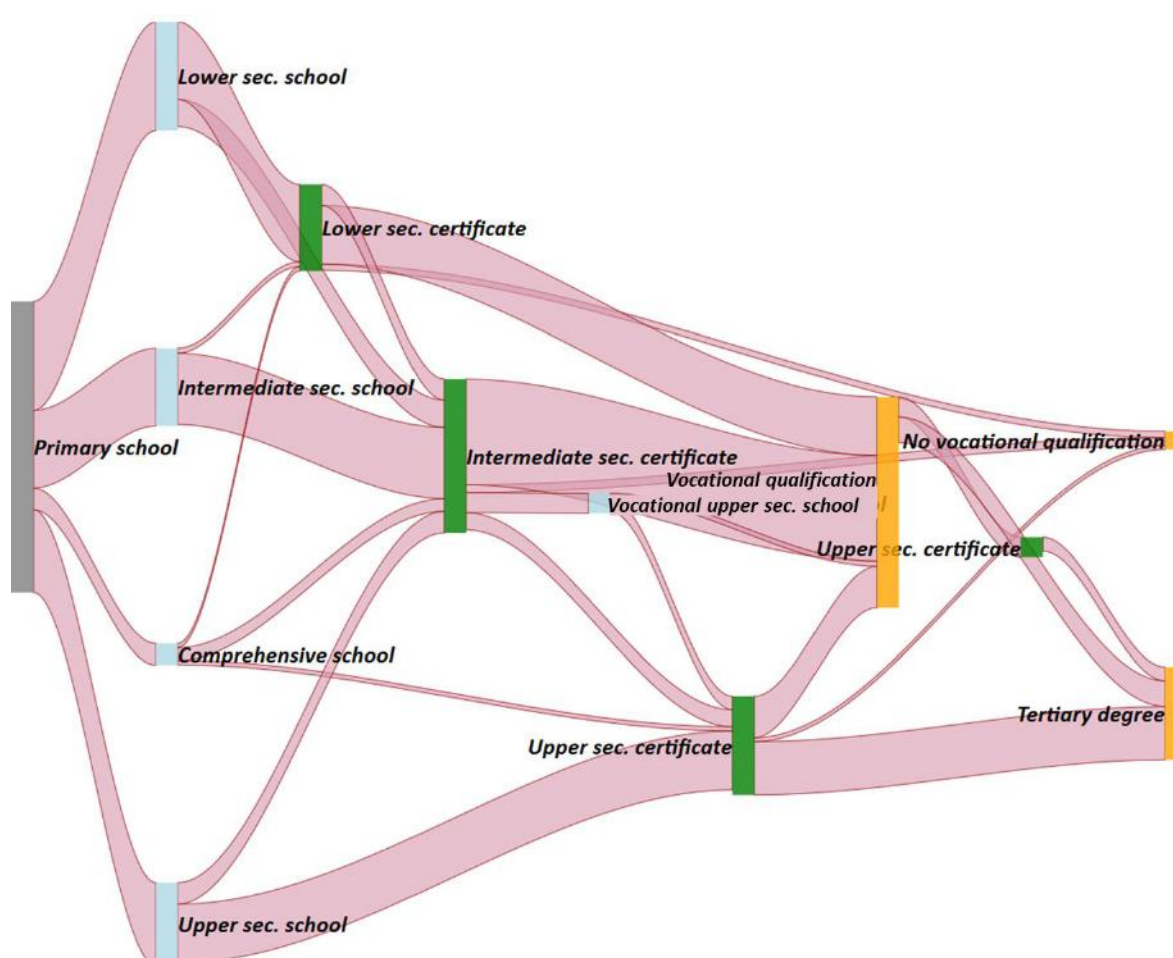 Lower sec. school
Lower sec. certificate
Intermediate sec. school
Primary school
No vocational qualification
Intermediate sec. certificate
Vocational qualification
Vocational upper sec. school
Upper sec. certificate
Comprehensive school
Tertiary degree
Upper sec. certificate
Upper sec. school